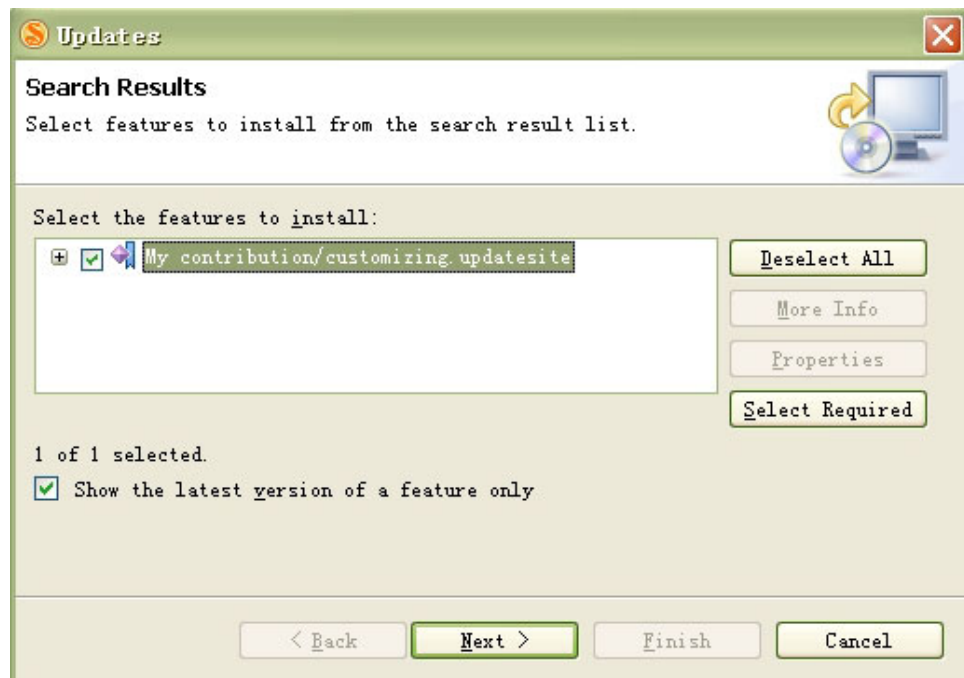 Updates
Search Results
Select features to install from the search result list.
Select the features to install:
My contribution/customizing.updatesite
Deselect All
More Info
Properties
Select Required
1 of 1 selected.
Show the latest version of a feature only
< Back
Next >
Finish
Cancel